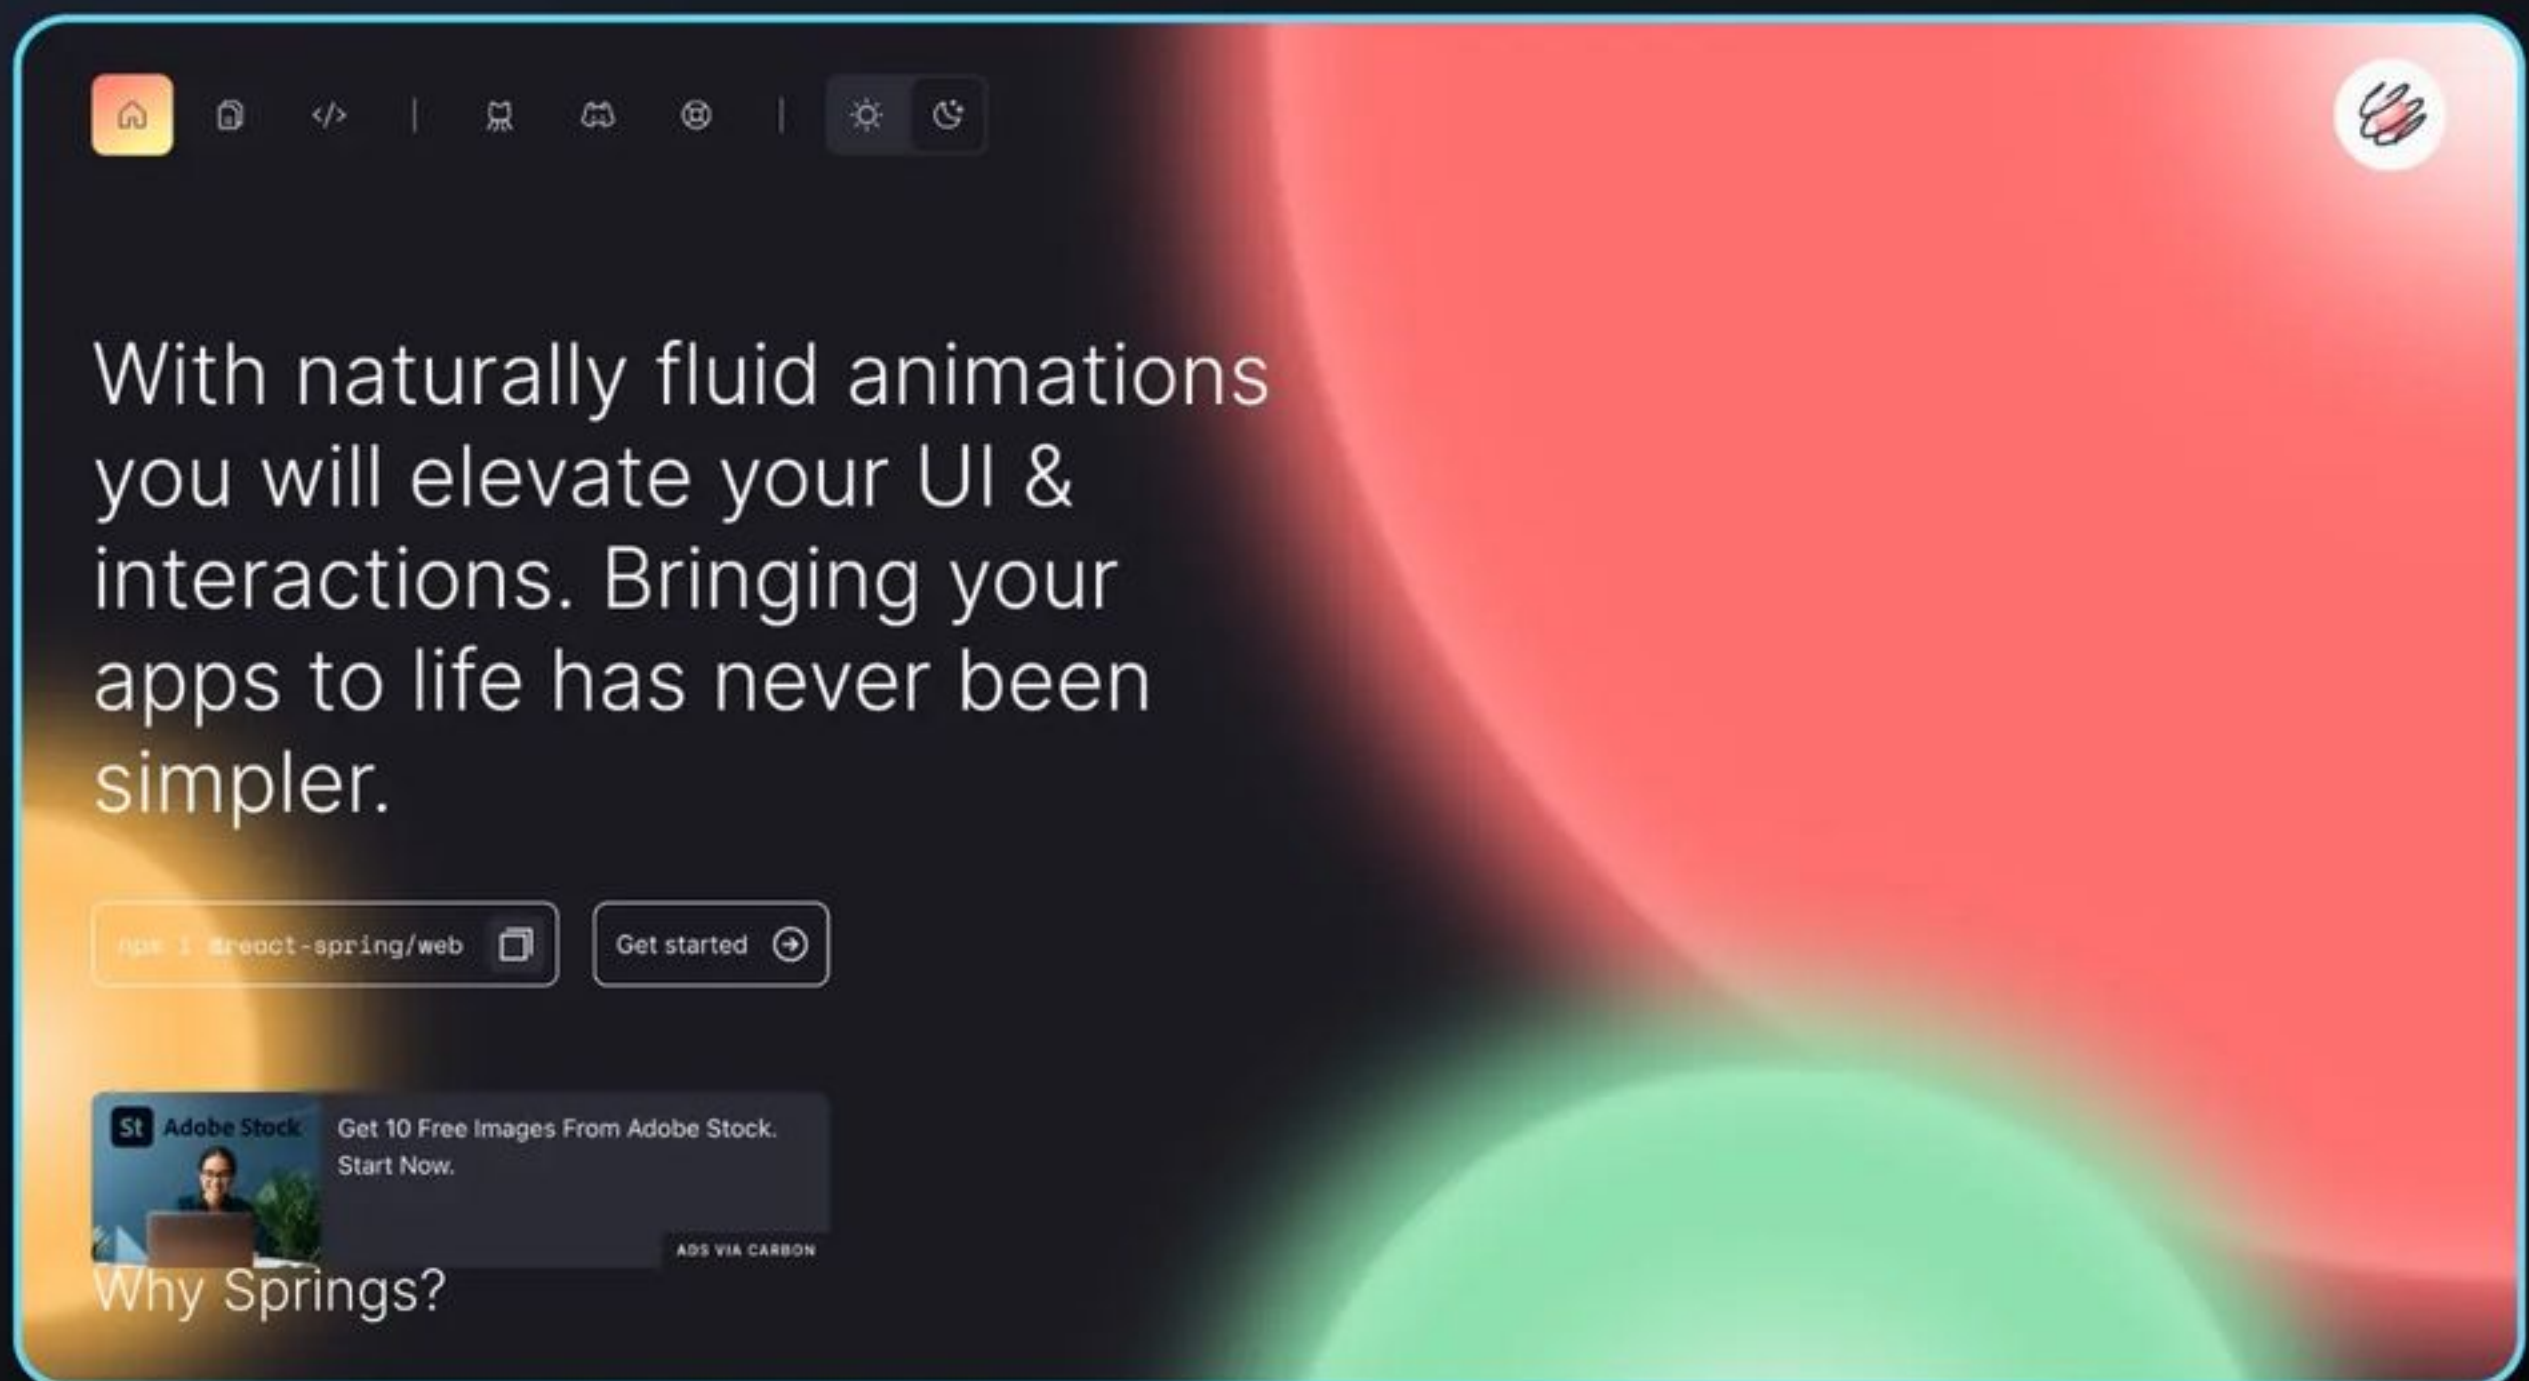 With naturally fluid animations
you will elevate your UI &
interactions. Bringing your
apps to life has never been
simpler.
npm i @react-spring/web
Get started
St Adobe Stock
Get 10 Free Images From Adobe Stock.
Start Now.
ADS VIA CARBON
Why Springs?